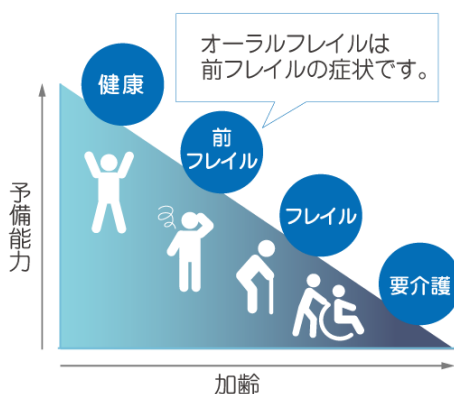 オーラルフレイルは
前フレイルの症状です。
健康
前
フレイル
フレイル
要介護
予備能力
加齢